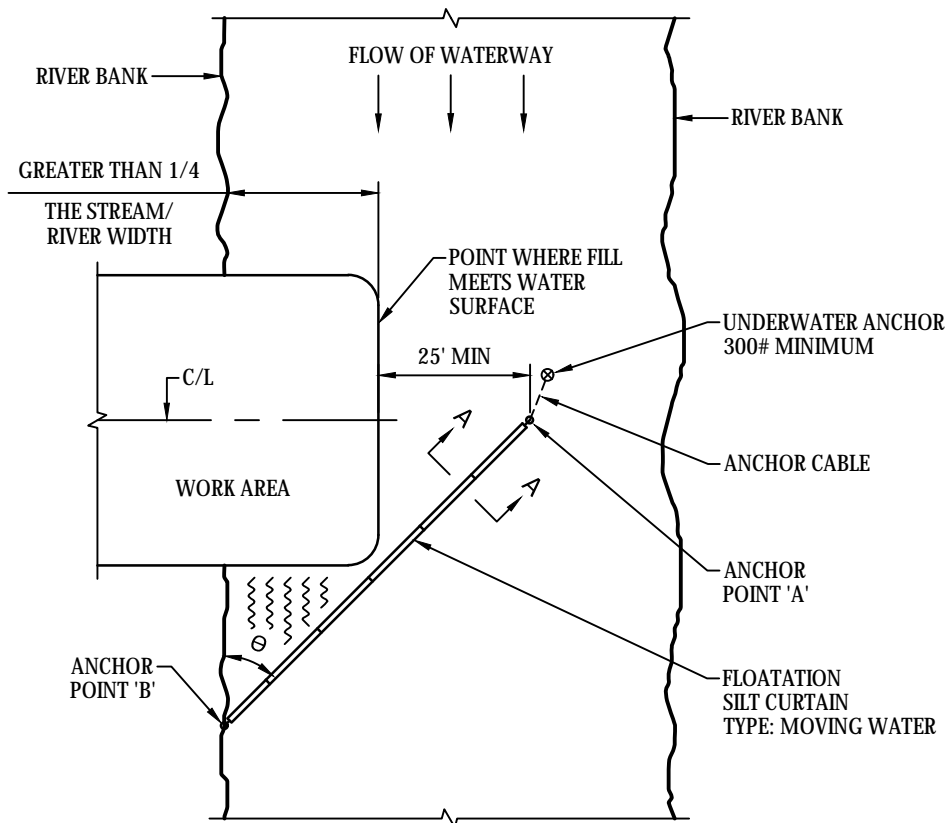 FLOW OF WATERWAY
RIVER BANK
RIVER BANK
GREATER THAN 1/4
THE STREAM/
RIVER WIDTH
POINT WHERE FILL
MEETS WATER
SURFACE
UNDERWATER ANCHOR
300# MINIMUM
25' MIN
C/L
A
ANCHOR CABLE
WORK AREA
A
ANCHOR
POINT 'A'
Θ
ANCHOR
POINT 'B'
FLOATATION
SILT CURTAIN
TYPE: MOVING WATER